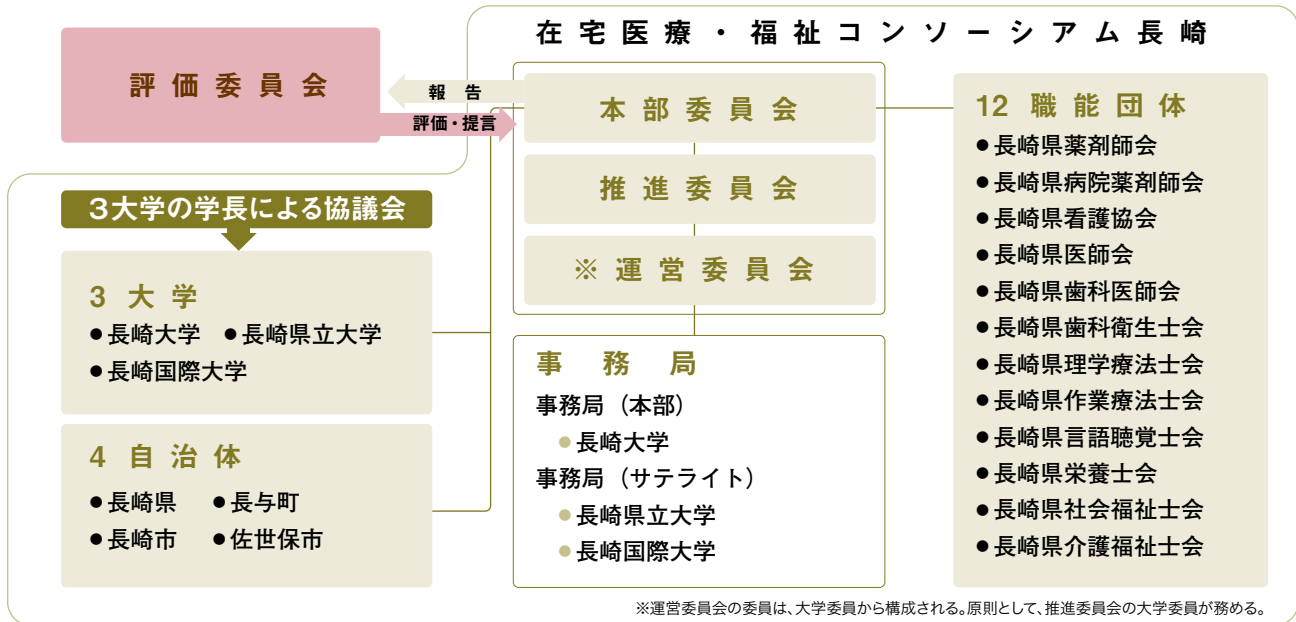 在宅医療・福祉コンソーシアム長崎
評価委員会
報告
評価・提言
本部委員会
推進委員会
※運営委員会
3大学の学長による協議会
3大学
●長崎大学 ●長崎県立大学
●長崎国際大学
4自治体
●長崎県 ●長与町
●長崎市 ●佐世保市
事務局
事務局（本部）
●長崎大学
事務局（サテライト）
●長崎県立大学
●長崎国際大学
12職能団体
●長崎県薬剤師会
●長崎県病院薬剤師会
●長崎県看護協会
●長崎県医師会
●長崎県歯科医師会
●長崎県歯科衛生士会
●長崎県理学療法士会
●長崎県作業療法士会
●長崎県言語聴覚士会
●長崎県栄養士会
●長崎県社会福祉士会
●長崎県介護福祉士会
※運営委員会の委員は、大学委員から構成される。原則として、推進委員会の大学委員が務める。